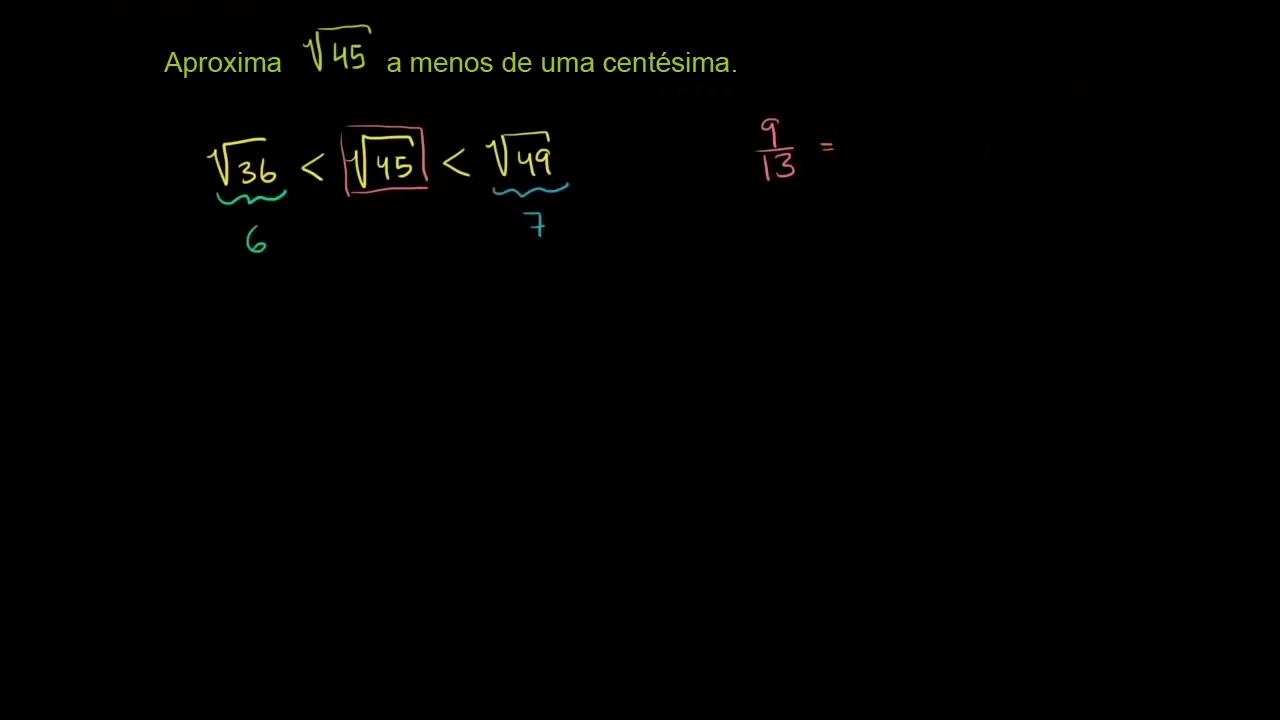 Aproxima √45 a menos de uma centésima.
√36 < √45 < √49
6 7
9/13 =